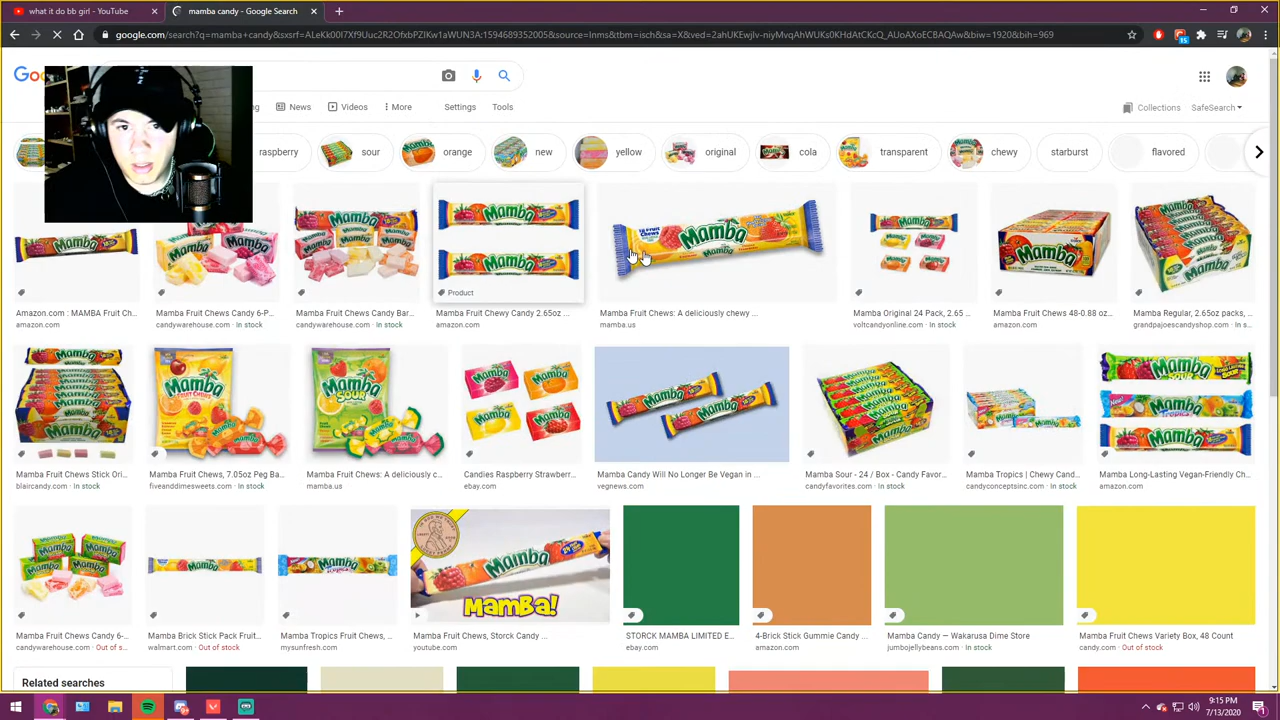 what it do bb girl - YouTube
mamba candy - Google Search
google.com/search?q=mamba+candy&sxsrf=ALeKk00I7Xf9Uuc2R2OfxbPZIKw1aWUN3A:1594689352005&source=lnms&tbm=isch&sa=X&ved=2ahUKEwjIv-niyMvqAhWUKs0KHdAtCKcQ_AUoAXoECBAQAw&biw=1920&bih=969
News
Videos
More
Settings
Tools
Collections
SafeSearch
raspberry
sour
orange
new
yellow
original
cola
transparent
chewy
starburst
flavored
Product
Amazon.com : MAMBA Fruit Ch...
amazon.com
Mamba Fruit Chews Candy 6-P...
candywarehouse.com · In stock
Mamba Fruit Chews Candy Bar...
candywarehouse.com · In stock
Mamba Fruit Chewy Candy 2.65oz ...
amazon.com
Mamba Fruit Chews: A deliciously chewy ...
mamba.us
Mamba Original 24 Pack, 2.65 ...
voltcandyonline.com · In stock
Mamba Fruit Chews 48-0.88 oz...
amazon.com
Mamba Regular, 2.65oz packs, ...
grandpajoescandyshop.com · In s...
Mamba Fruit Chews Stick Ori...
blaircandy.com · In stock
Mamba Fruit Chews, 7.05oz Peg Ba...
fiveanddimesweets.com · In stock
Mamba Fruit Chews: A deliciously c...
mamba.us
Candies Raspberry Strawberr...
ebay.com
Mamba Candy Will No Longer Be Vegan in ...
vegnews.com
Mamba Sour - 24 / Box - Candy Favor...
candyfavorites.com · In stock
Mamba Tropics | Chewy Cand...
candyconceptsinc.com · In stock
Mamba Long-Lasting Vegan-Friendly Ch...
amazon.com
MAMBA!
Mamba Fruit Chews Candy 6-...
candywarehouse.com · Out of s...
Mamba Brick Stick Pack Fruit...
walmart.com · Out of stock
Mamba Tropics Fruit Chews, ...
mysunfresh.com
Mamba Fruit Chews, Storck Candy ...
youtube.com
STORCK MAMBA LIMITED E...
ebay.com
4-Brick Stick Gummie Candy ...
amazon.com
Mamba Candy — Wakarusa Dime Store
jumbojellybeans.com · In stock
Mamba Fruit Chews Variety Box, 48 Count
candy.com · Out of stock
Related searches
9:15 PM
7/13/2020